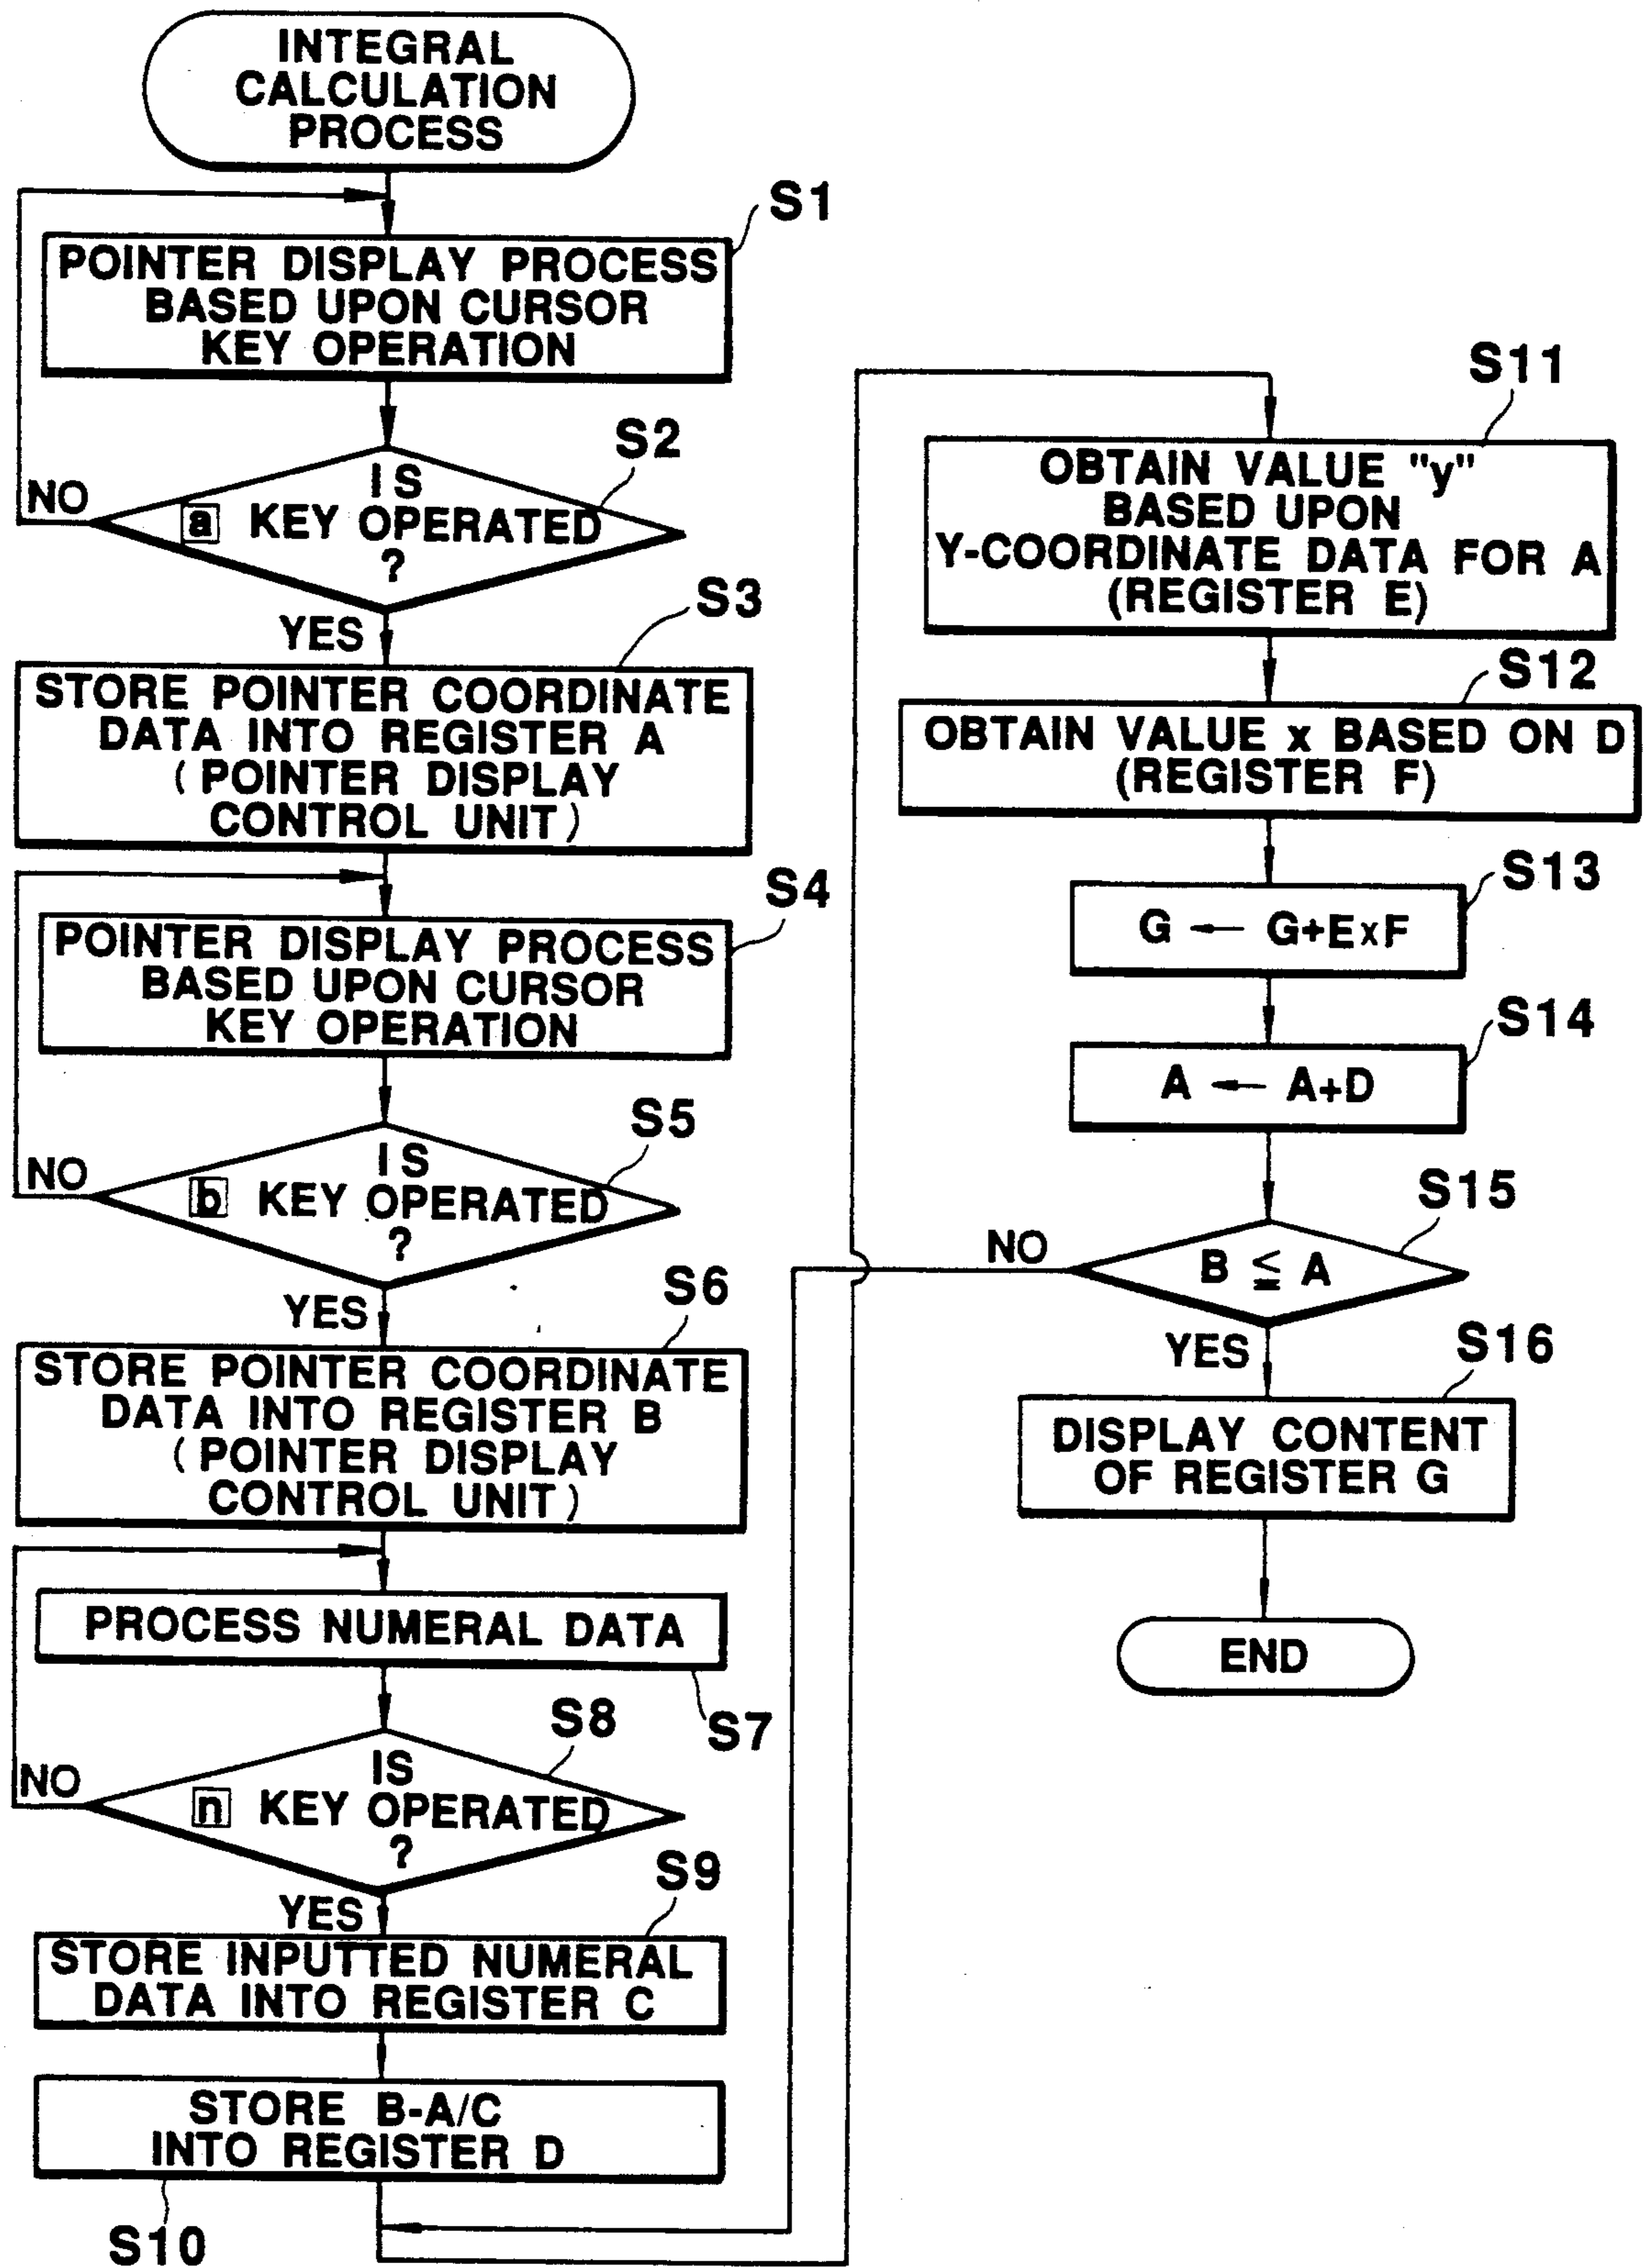 INTEGRAL
CALCULATION
PROCESS
S1
POINTER DISPLAY PROCESS
BASED UPON CURSOR
KEY OPERATION
S2
IS
a KEY OPERATED
?
NO
YES
S3
STORE POINTER COORDINATE
DATA INTO REGISTER A
(POINTER DISPLAY
CONTROL UNIT)
S4
POINTER DISPLAY PROCESS
BASED UPON CURSOR
KEY OPERATION
S5
IS
b KEY OPERATED
?
NO
YES
S6
STORE POINTER COORDINATE
DATA INTO REGISTER B
(POINTER DISPLAY
CONTROL UNIT)
PROCESS NUMERAL DATA
S7
S8
IS
n KEY OPERATED
?
NO
YES
S9
STORE INPUTTED NUMERAL
DATA INTO REGISTER C
STORE B-A/C
INTO REGISTER D
S10
S11
OBTAIN VALUE "y"
BASED UPON
Y-COORDINATE DATA FOR A
(REGISTER E)
S12
OBTAIN VALUE x BASED ON D
(REGISTER F)
S13
G ← G+E×F
S14
A ← A+D
S15
NO
B ≦ A
YES
S16
DISPLAY CONTENT
OF REGISTER G
END